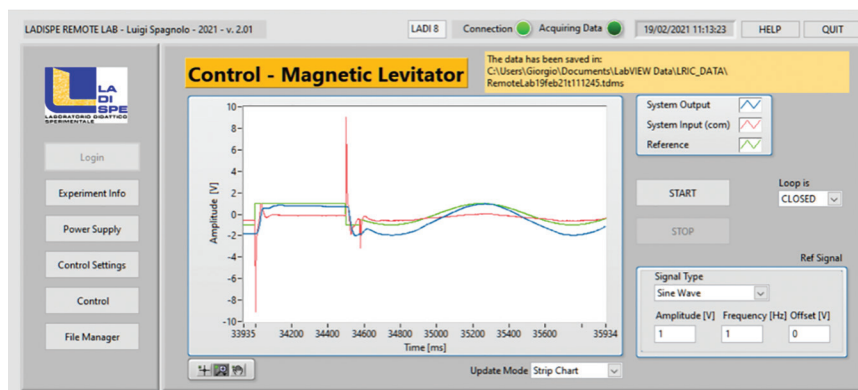 LADISPE REMOTE LAB - Luigi Spagnolo - 2021 - v. 2.01
LADI 8
Connection
Acquiring Data
19/02/2021 11:13:23
HELP
QUIT
LA
DI
SPE
LABORATORIO DIDATTICO
SPERIMENTALE
Login
Experiment Info
Power Supply
Control Settings
Control
File Manager
Control - Magnetic Levitator
The data has been saved in:
C:\Users\Giorgio\Documents\LabVIEW Data\LRIC_DATA\
RemoteLab19feb21t111245.tdms
Amplitude [V]
10
8
6
4
2
0
-2
-4
-6
-8
-10
33935 34200 34400 34600 34800 35000 35200 35400 35600 35934
Time [ms]
Update Mode Strip Chart
System Output
System Input (com)
Reference
START
Loop is
CLOSED
STOP
Ref Signal
Signal Type
Sine Wave
Amplitude [V] Frequency [Hz] Offset [V]
1 1 0